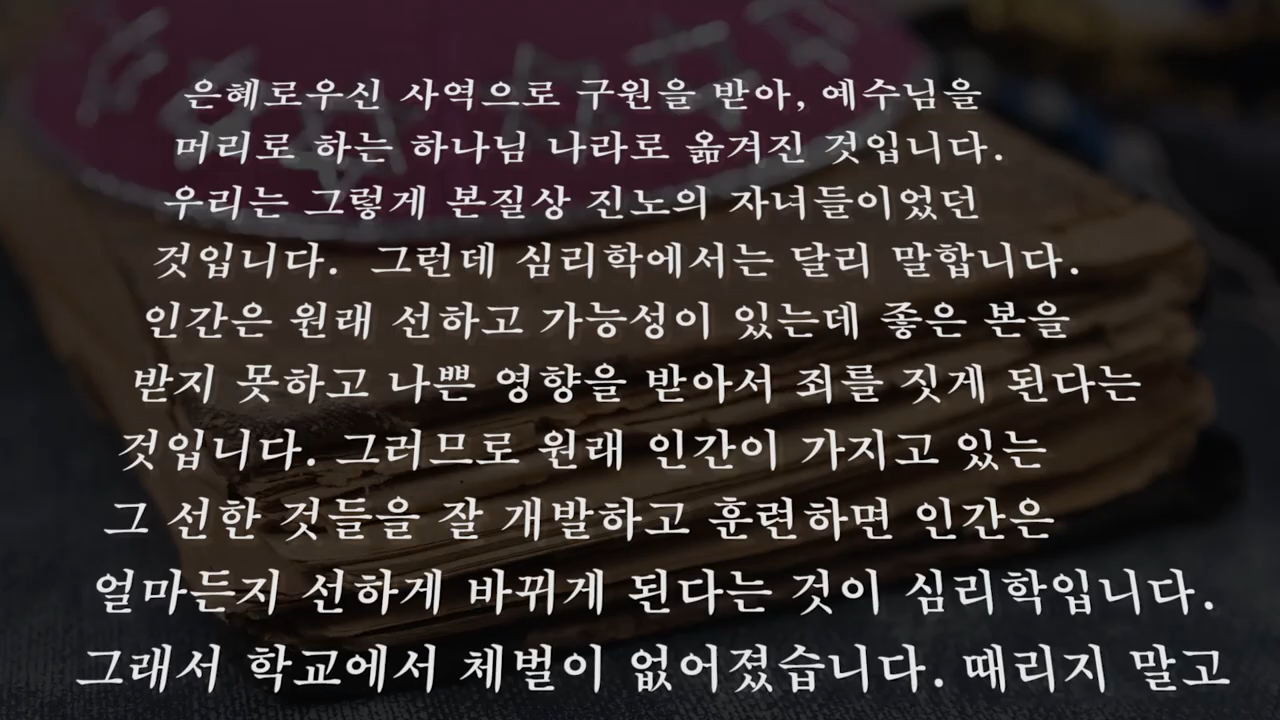 은혜로우신 사역으로 구원을 받아, 예수님을
머리로 하는 하나님 나라로 옮겨진 것입니다.
우리는 그렇게 본질상 진노의 자녀들이었던
것입니다. 그런데 심리학에서는 달리 말합니다.
인간은 원래 선하고 가능성이 있는데 좋은 본을
받지 못하고 나쁜 영향을 받아서 죄를 짓게 된다는
것입니다. 그러므로 원래 인간이 가지고 있는
그 선한 것들을 잘 개발하고 훈련하면 인간은
얼마든지 선하게 바뀌게 된다는 것이 심리학입니다.
그래서 학교에서 체벌이 없어졌습니다. 때리지 말고